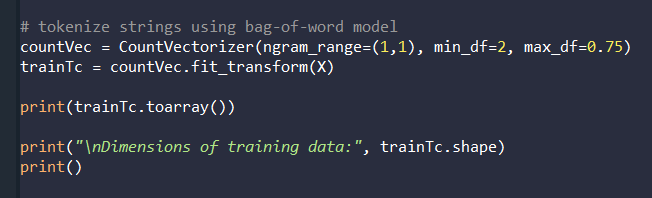 # tokenize strings using bag-of-word model
countVec = CountVectorizer(ngram_range=(1,1), min_df=2, max_df=0.75)
trainTc = countVec.fit_transform(X)
print(trainTc.toarray())
print("\nDimensions of training data:", trainTc.shape)
print()